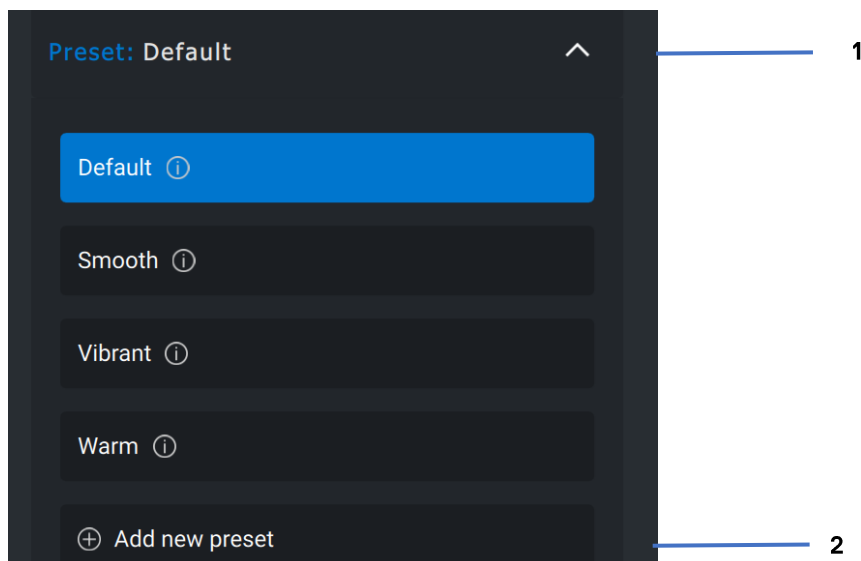 Preset: Default
1
Default
Smooth
Vibrant
Warm
Add new preset
2